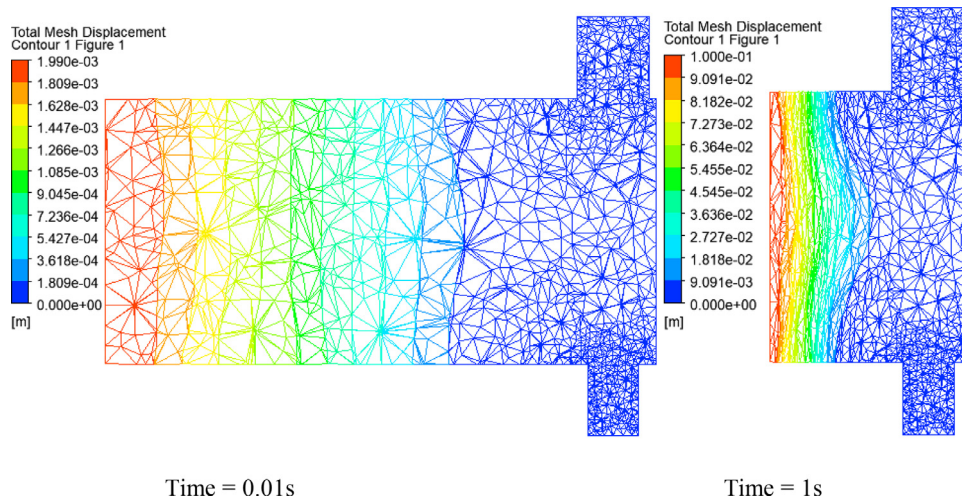 Total Mesh Displacement
Contour 1 Figure 1
1.990e-03
1.809e-03
1.628e-03
1.447e-03
1.266e-03
1.085e-03
9.045e-04
7.236e-04
5.427e-04
3.618e-04
1.809e-04
0.000e+00
[m]
Total Mesh Displacement
Contour 1 Figure 1
1.000e-01
9.091e-02
8.182e-02
7.273e-02
6.364e-02
5.455e-02
4.545e-02
3.636e-02
2.727e-02
1.818e-02
9.091e-03
0.000e+00
[m]
Time = 0.01s
Time = 1s